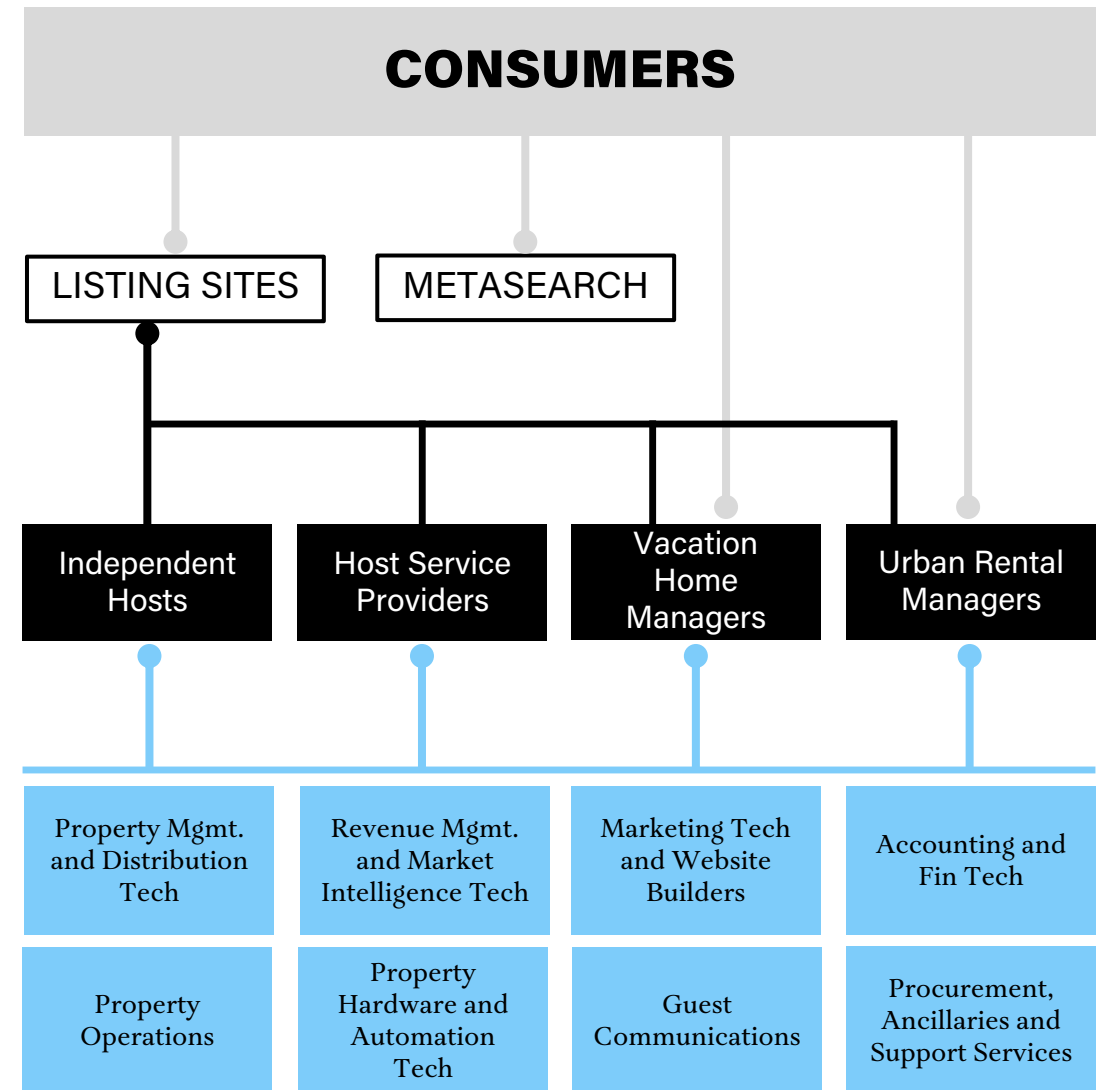 CONSUMERS
LISTING SITES
METASEARCH
Independent
Hosts
Host Service
Providers
Vacation
Home
Managers
Urban Rental
Managers
Property Mgmt.
and Distribution
Tech
Revenue Mgmt.
and Market
Intelligence Tech
Marketing Tech
and Website
Builders
Accounting and
Fin Tech
Property
Operations
Property
Hardware and
Automation
Tech
Guest
Communications
Procurement,
Ancillaries and
Support Services